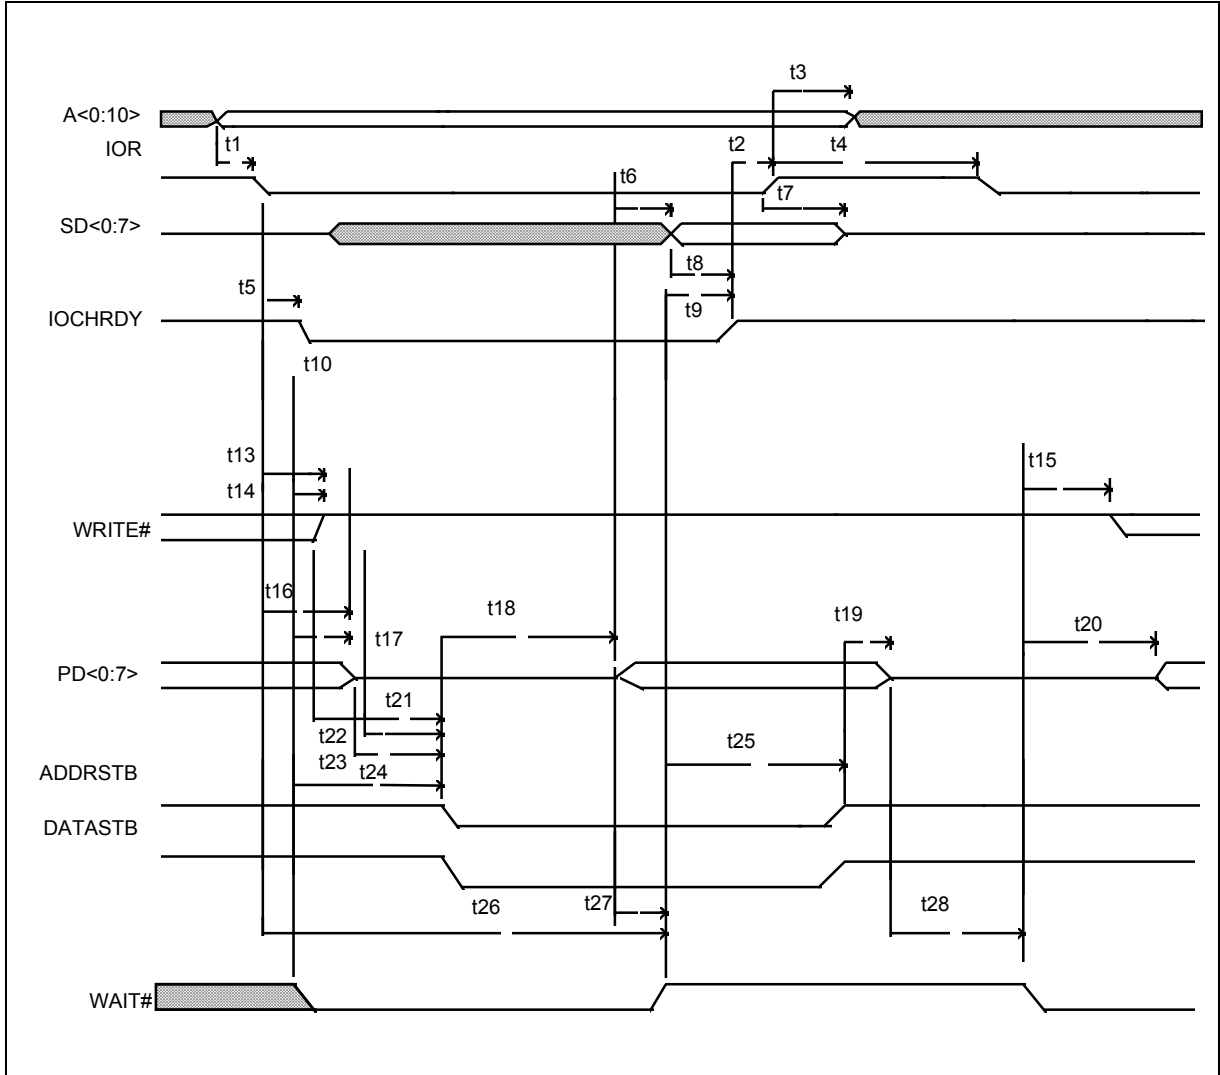 t3
A<0:10>
IOR
t1
t2
t4
t6
t7
SD<0:7>
t8
t5
t9
IOCHRDY
t10
t13
t15
t14
WRITE#
t16
t18
t19
t17
t20
PD<0:7>
t21
t22
t25
t23
t24
ADDRSTB
DATASTB
t26
t27
t28
WAIT#